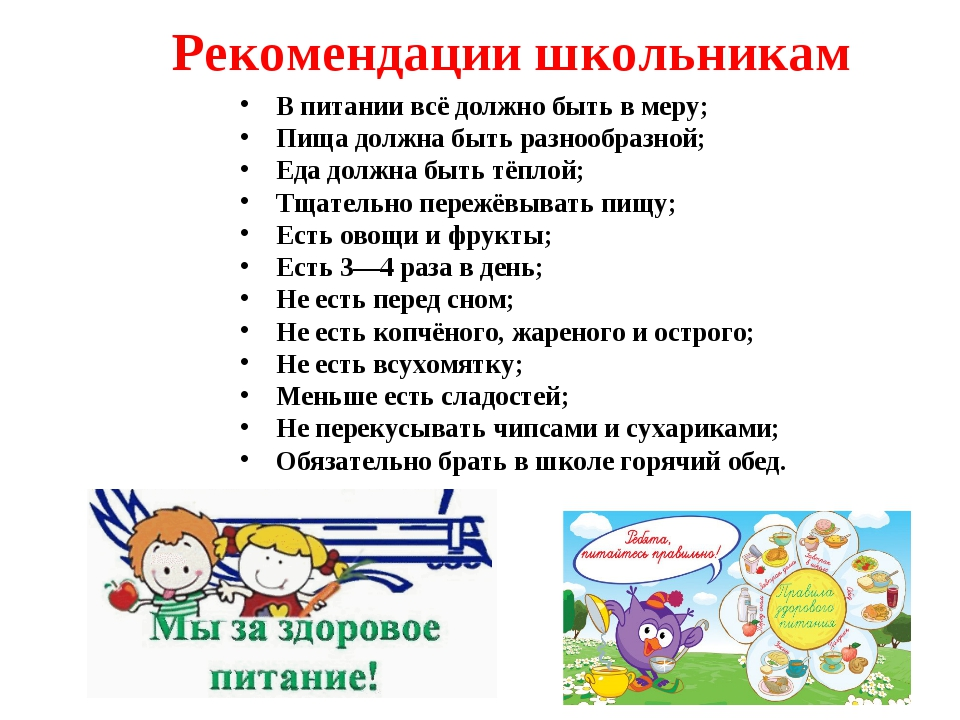 Рекомендации школьникам
• В питании всё должно быть в меру;
• Пища должна быть разнообразной;
• Еда должна быть тёплой;
• Тщательно пережёвывать пищу;
• Есть овощи и фрукты;
• Есть 3—4 раза в день;
• Не есть перед сном;
• Не есть копчёного, жареного и острого;
• Не есть всухомятку;
• Меньше есть сладостей;
• Не перекусывать чипсами и сухариками;
• Обязательно брать в школе горячий обед.
Мы за здоровое
питание!
Ребята,
питайтесь правильно!
Правила
здорового
питания